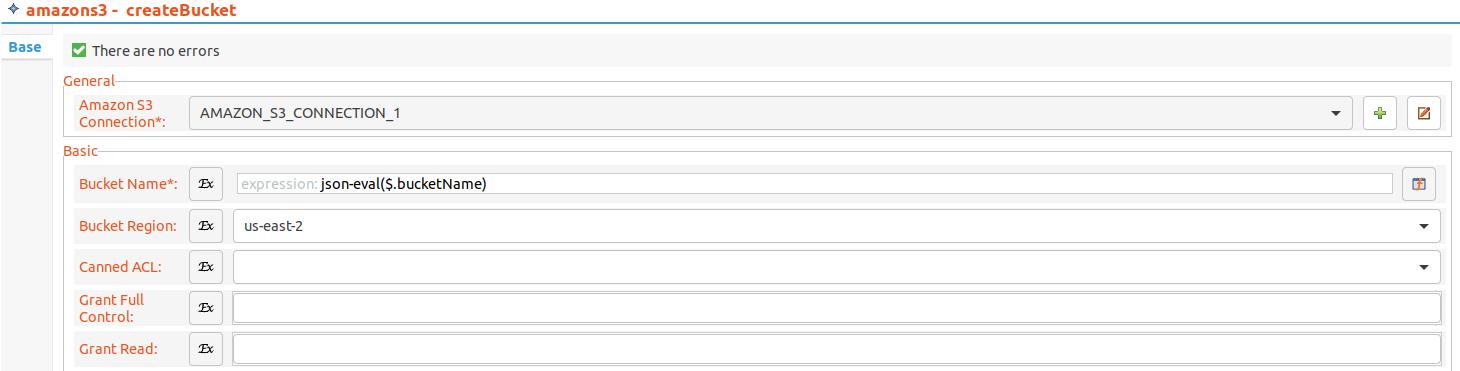 amazons3 - createBucket
Base
There are no errors
General
Amazon S3
Connection*:
AMAZON_S3_CONNECTION_1
Basic
Bucket Name*: Ex expression: json-eval($.bucketName)
Bucket Region: Ex us-east-2
Canned ACL: Ex
Grant Full
Control: Ex
Grant Read: Ex